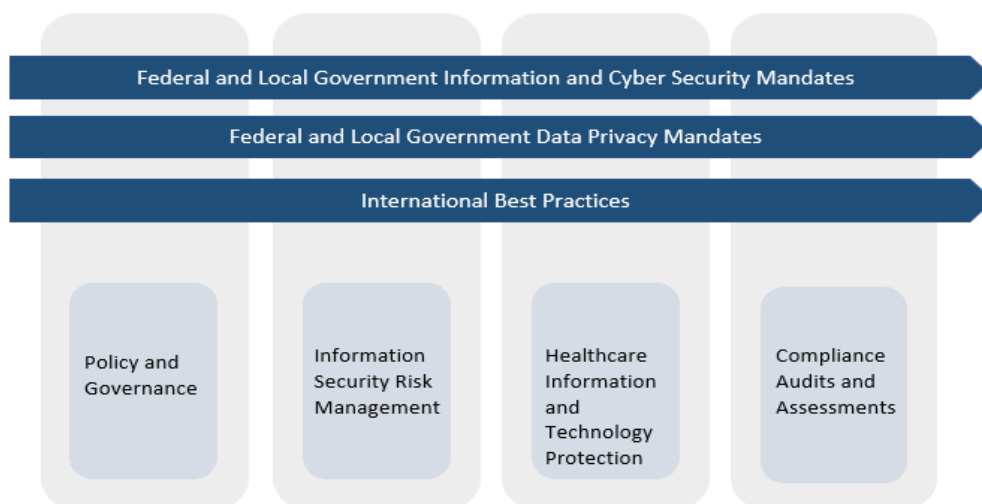 Federal and Local Government Information and Cyber Security Mandates
Federal and Local Government Data Privacy Mandates
International Best Practices
Policy and
Governance
Information
Security Risk
Management
Healthcare
Information
and
Technology
Protection
Compliance
Audits and
Assessments